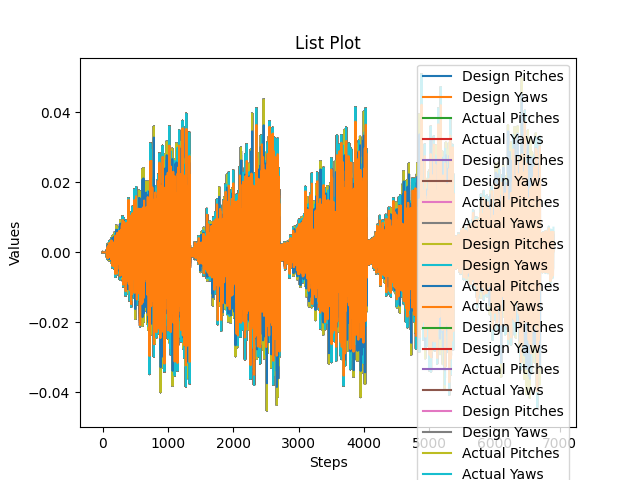 List Plot
Values
0.04
0.02
0.00
−0.02
−0.04
0
1000
2000
3000
4000
5000
6000
7000
Steps
Design Pitches
Design Yaws
Actual Pitches
Actual Yaws
Design Pitches
Design Yaws
Actual Pitches
Actual Yaws
Design Pitches
Design Yaws
Actual Pitches
Actual Yaws
Design Pitches
Design Yaws
Actual Pitches
Actual Yaws
Design Pitches
Design Yaws
Actual Pitches
Actual Yaws